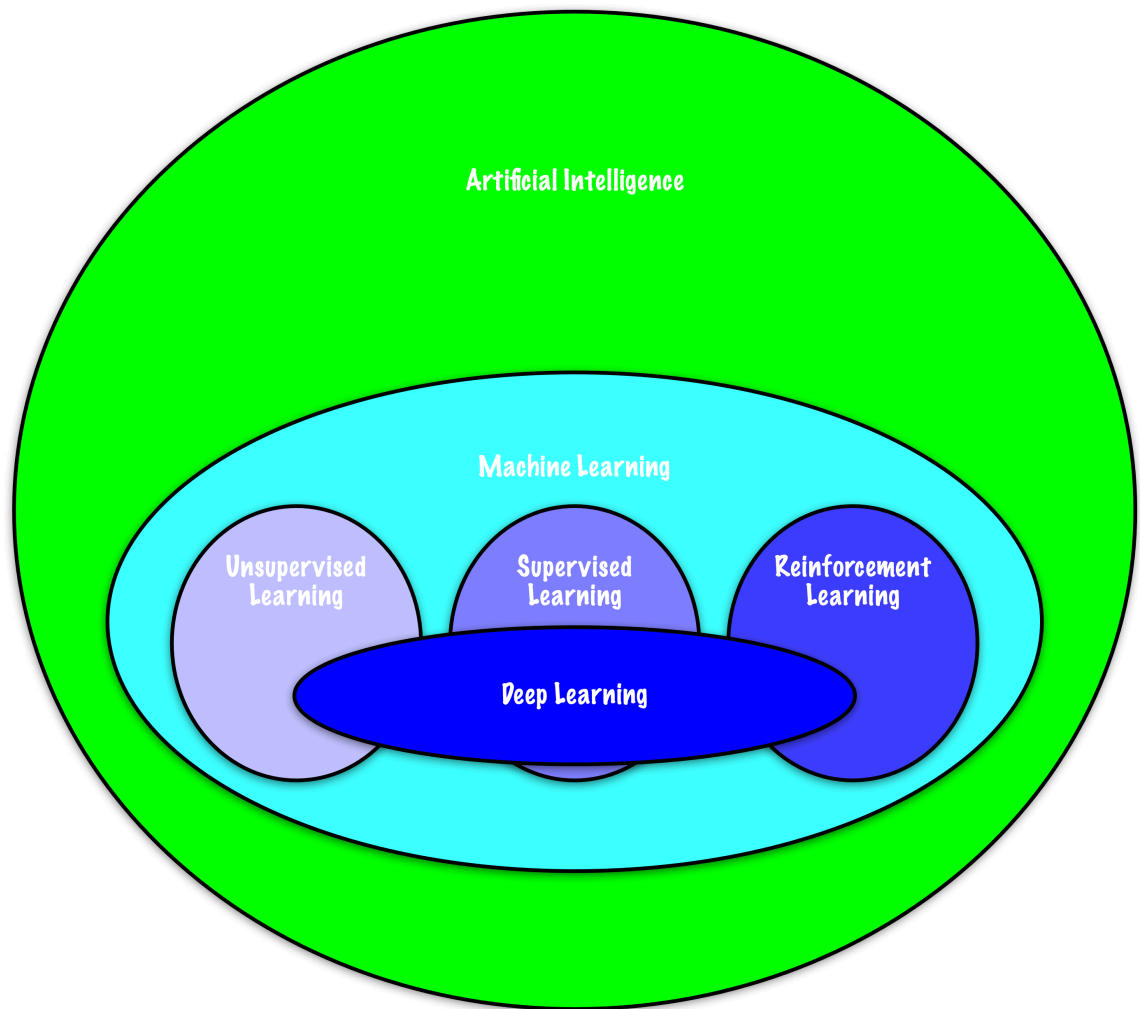 Artificial Intelligence
Machine Learning
Unsupervised
Learning
Supervised
Learning
Reinforcement
Learning
Deep Learning